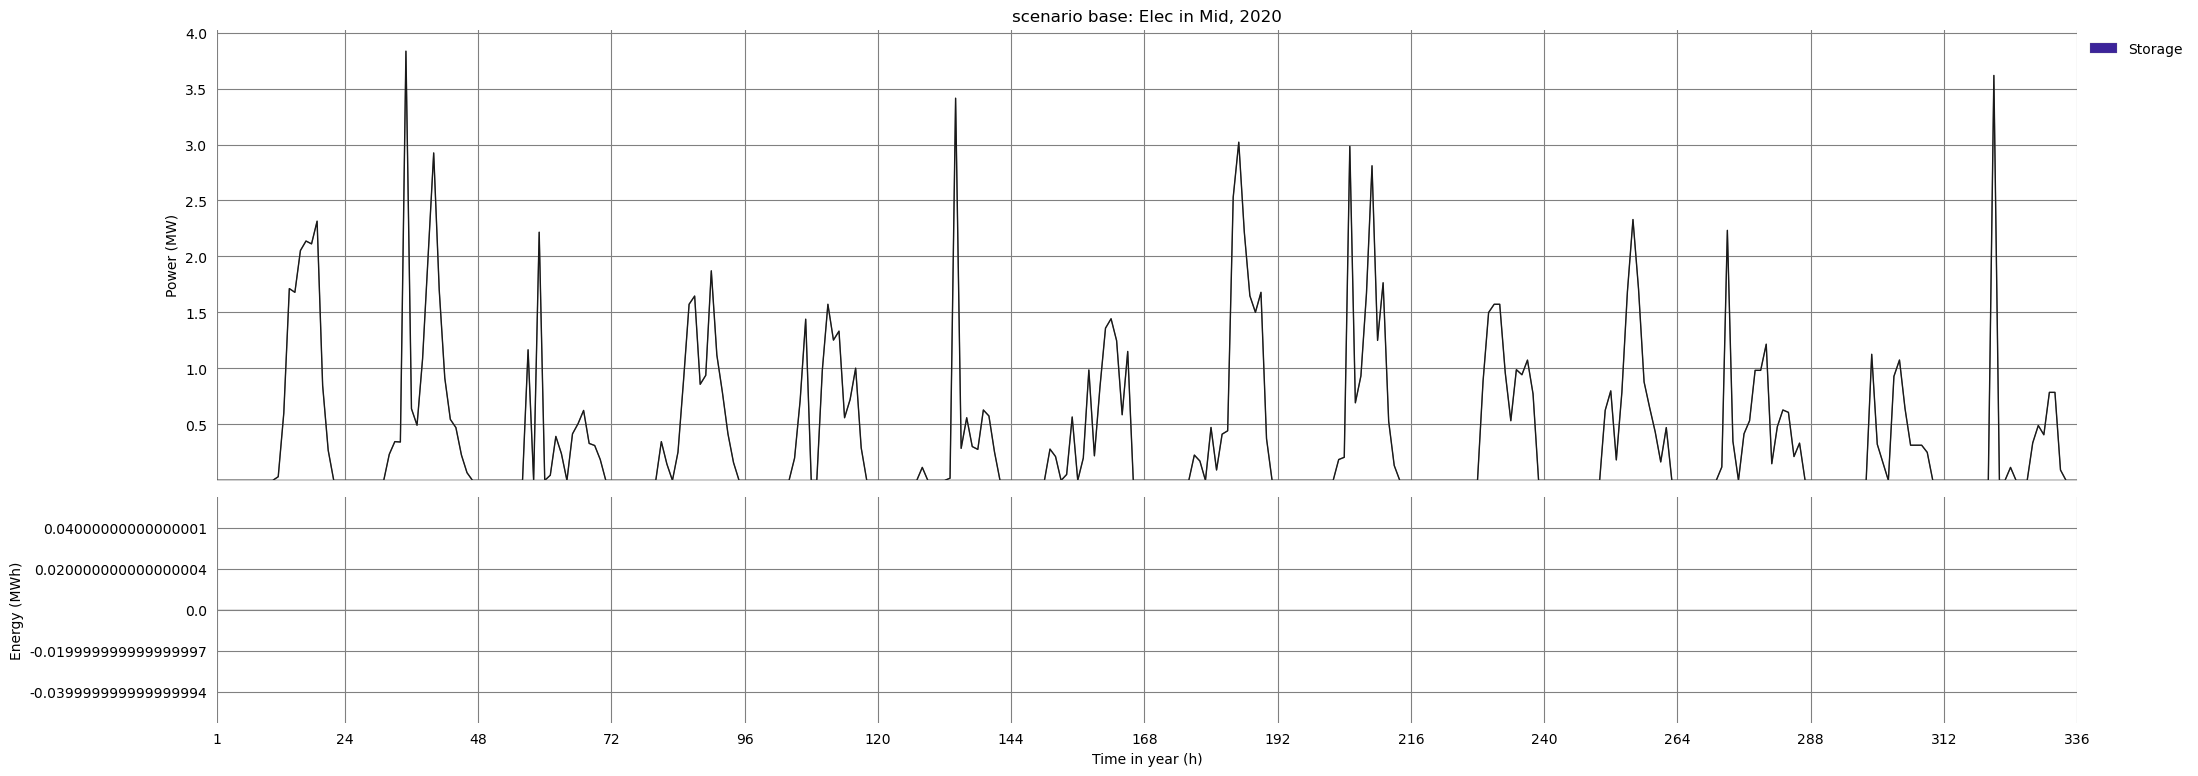 scenario base: Elec in Mid, 2020
Storage
Power (MW)
4.0
3.5
3.0
2.5
2.0
1.5
1.0
0.5
Energy (MWh)
0.040000000000000001
0.020000000000000004
0.0
-0.019999999999999997
-0.039999999999999994
1 24 48 72 96 120 144 168 192 216 240 264 288 312 336
Time in year (h)